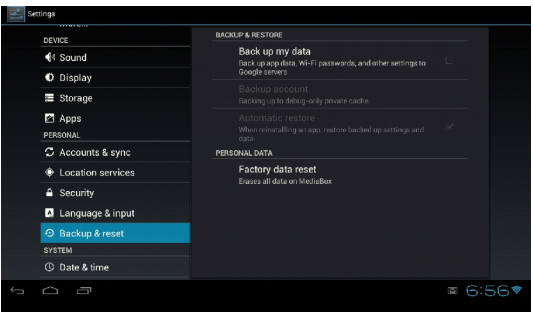 Settings
More...
DEVICE
Sound
Display
Storage
Apps
PERSONAL
Accounts & sync
Location services
Security
A Language & input
Backup & reset
SYSTEM
Date & time
BACKUP & RESTORE
Back up my data
Back up app data, Wi-Fi passwords, and other settings to
Google servers
Backup account
Backing up to debug-only private cache
Automatic restore
When reinstalling an app, restore backed up settings and
data
PERSONAL DATA
Factory data reset
Erases all data on MediaBox
6:56